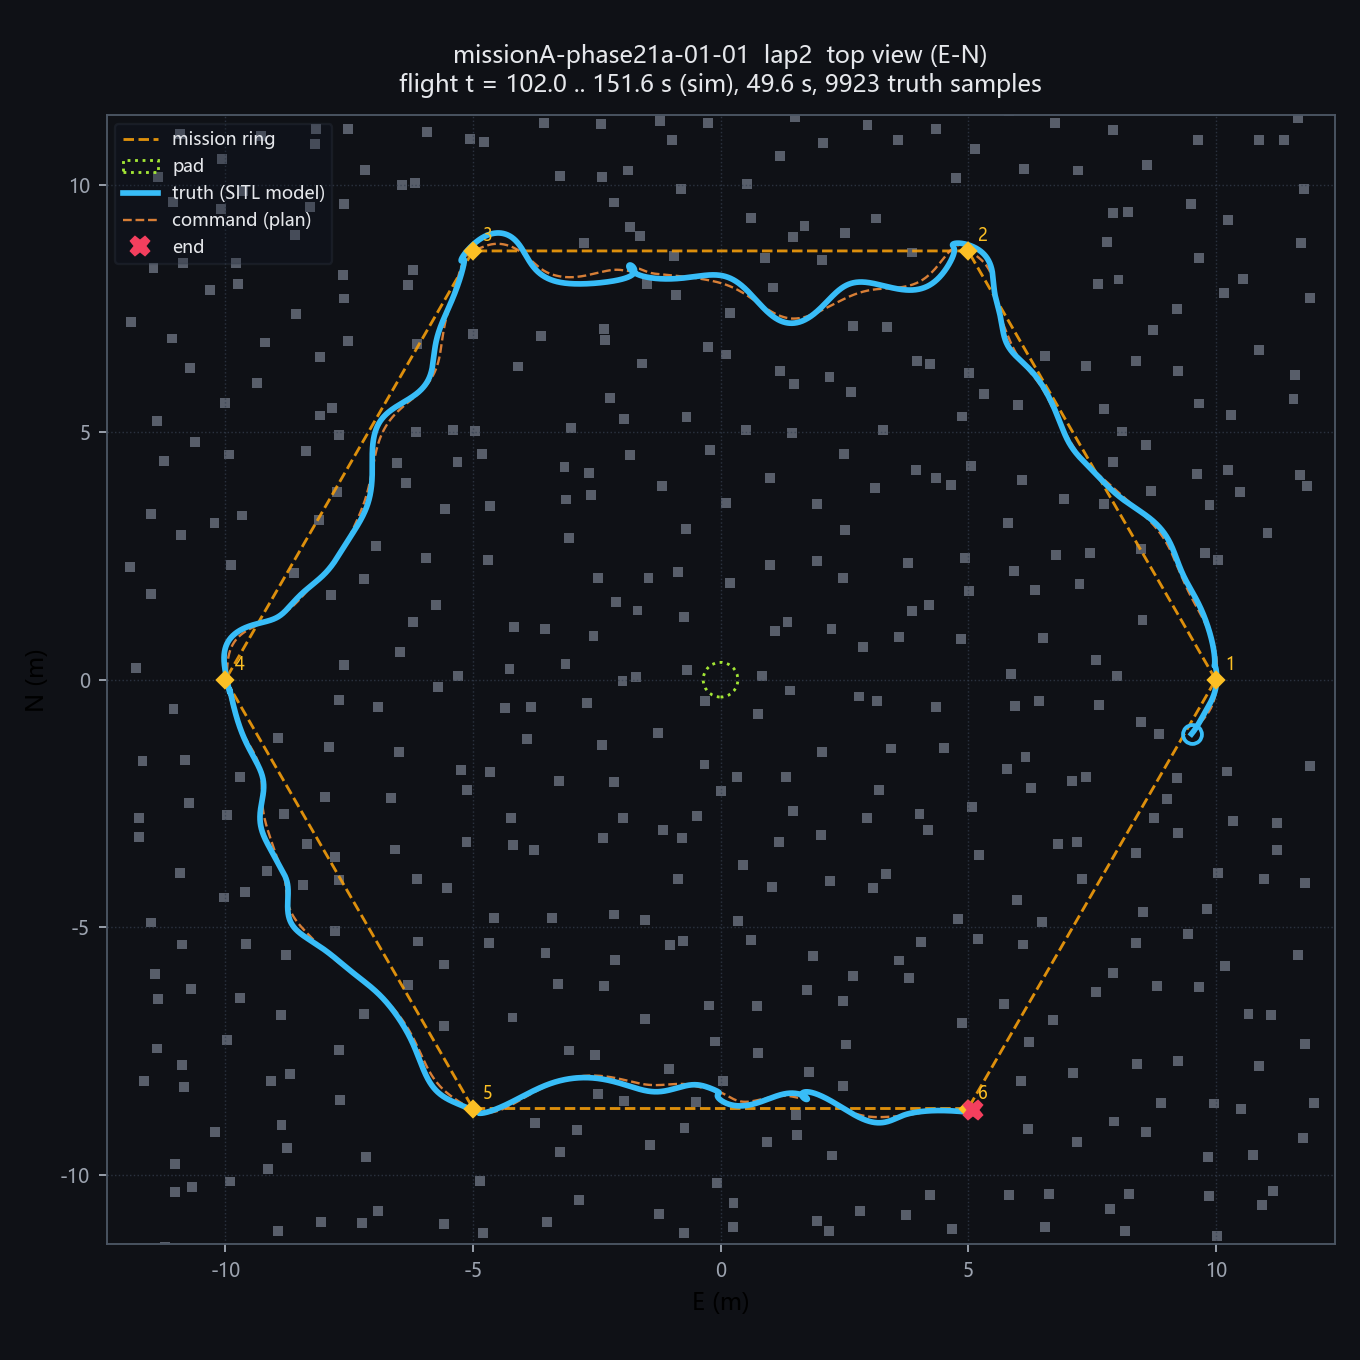 missionA-phase21a-01-01  lap2  top view (E-N)
flight t = 102.0 .. 151.6 s (sim), 49.6 s, 9923 truth samples
mission ring
pad
truth (SITL model)
command (plan)
end
10
5
0
-5
-10
N (m)
3
2
4
1
5
6
-10
-5
0
5
10
E (m)